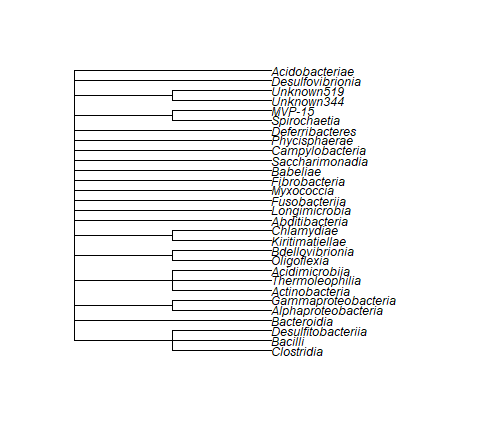 Acidobacteriae
Desulfovibrionia
Unknown519
Unknown344
MVP-15
Spirochaetia
Deferribacteres
Phycisphaerae
Campylobacteria
Saccharimonadia
Babeliae
Fibrobacteria
Myxococcia
Fusobacteriia
Longimicrobia
Abditibacteria
Chlamydiae
Kiritimatiellae
Bdellovibrionia
Oligoflexia
Acidimicrobiia
Thermoleophilia
Actinobacteria
Gammaproteobacteria
Alphaproteobacteria
Bacteroidia
Desulfitobacteriia
Bacilli
Clostridia